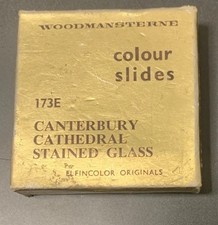 WOODMANSTERNE
colour
slides
173E
CANTERBURY
CATHEDRAL
STAINED GLASS
ELFINCOLOR ORIGINALS